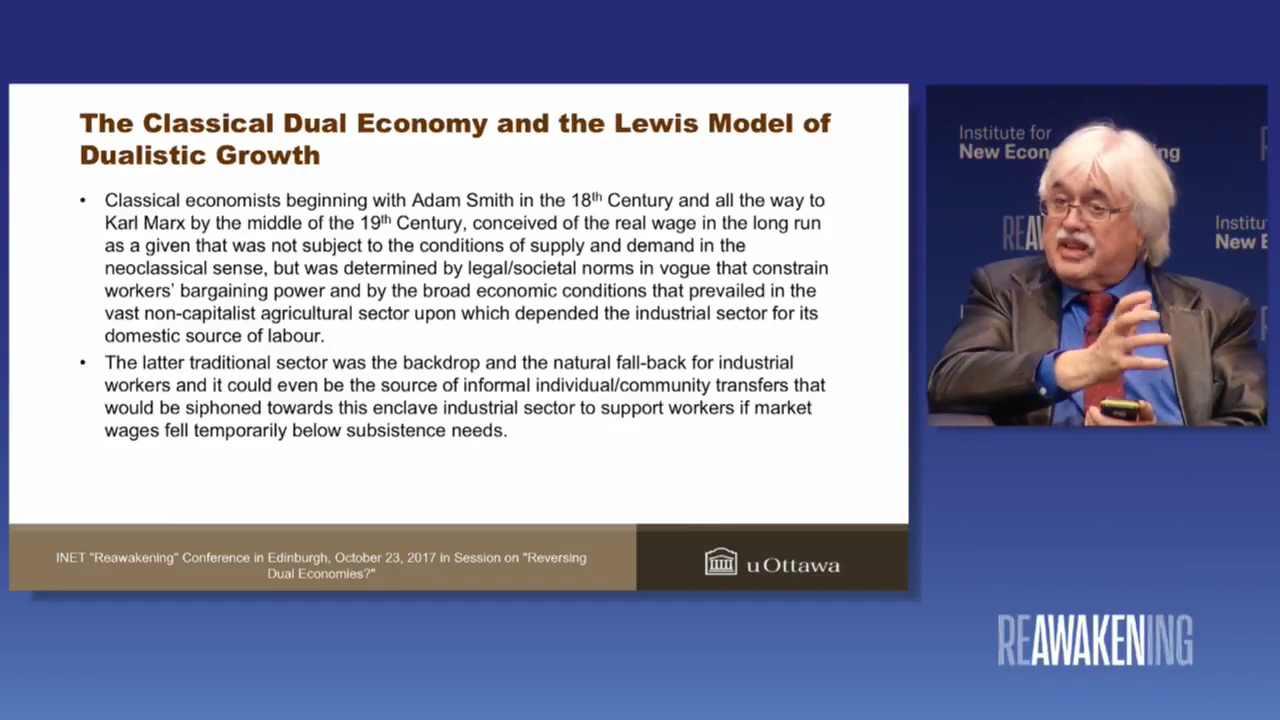 The Classical Dual Economy and the Lewis Model of
Dualistic Growth
• Classical economists beginning with Adam Smith in the 18th Century and all the way to
Karl Marx by the middle of the 19th Century, conceived of the real wage in the long run
as a given that was not subject to the conditions of supply and demand in the
neoclassical sense, but was determined by legal/societal norms in vogue that constrain
workers' bargaining power and by the broad economic conditions that prevailed in the
vast non-capitalist agricultural sector upon which depended the industrial sector for its
domestic source of labour.
• The latter traditional sector was the backdrop and the natural fall-back for industrial
workers and it could even be the source of informal individual/community transfers that
would be siphoned towards this enclave industrial sector to support workers if market
wages fell temporarily below subsistence needs.
INET "Reawakening" Conference in Edinburgh, October 23, 2017 in Session on "Reversing
Dual Economies?"
uOttawa
Institute for
New Econ ing
REAW
Institu
New E
REAWAKENING